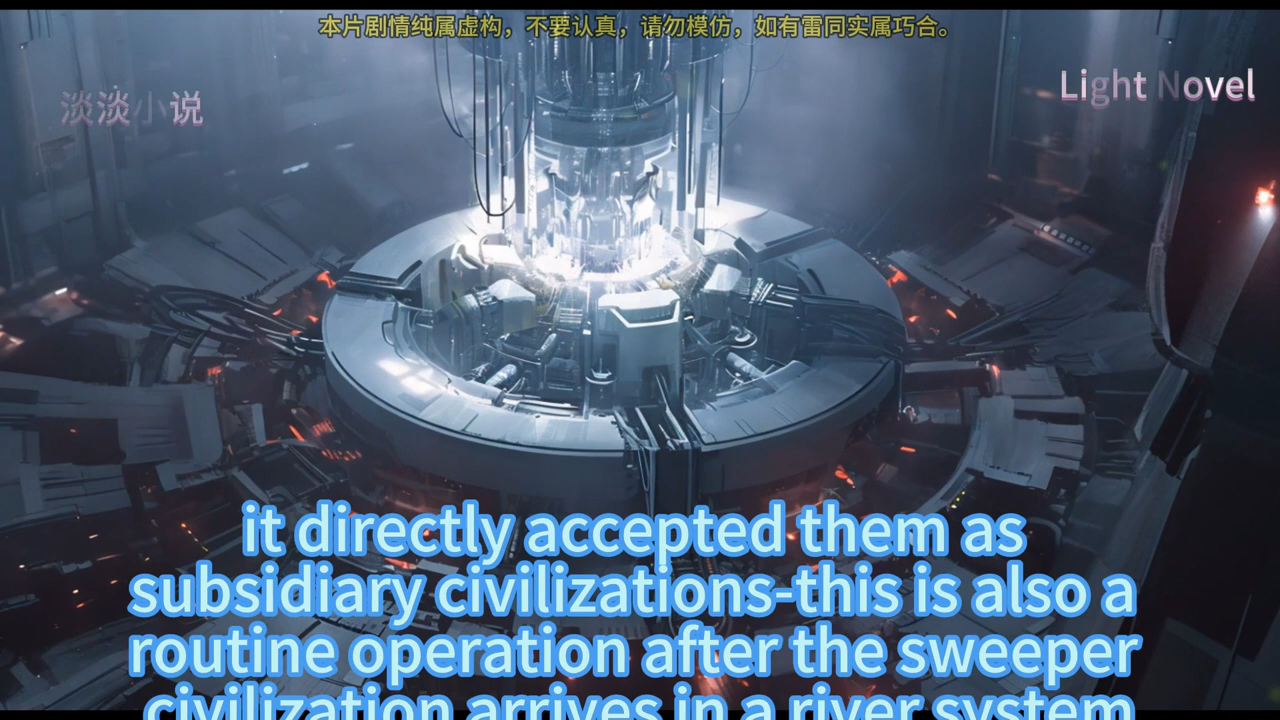 本片剧情纯属虚构，不要认真，请勿模仿，如有雷同实属巧合。
淡淡小说
Light Novel
it directly accepted them as
subsidiary civilizations-this is also a
routine operation after the sweeper
civilization arrives in a river system